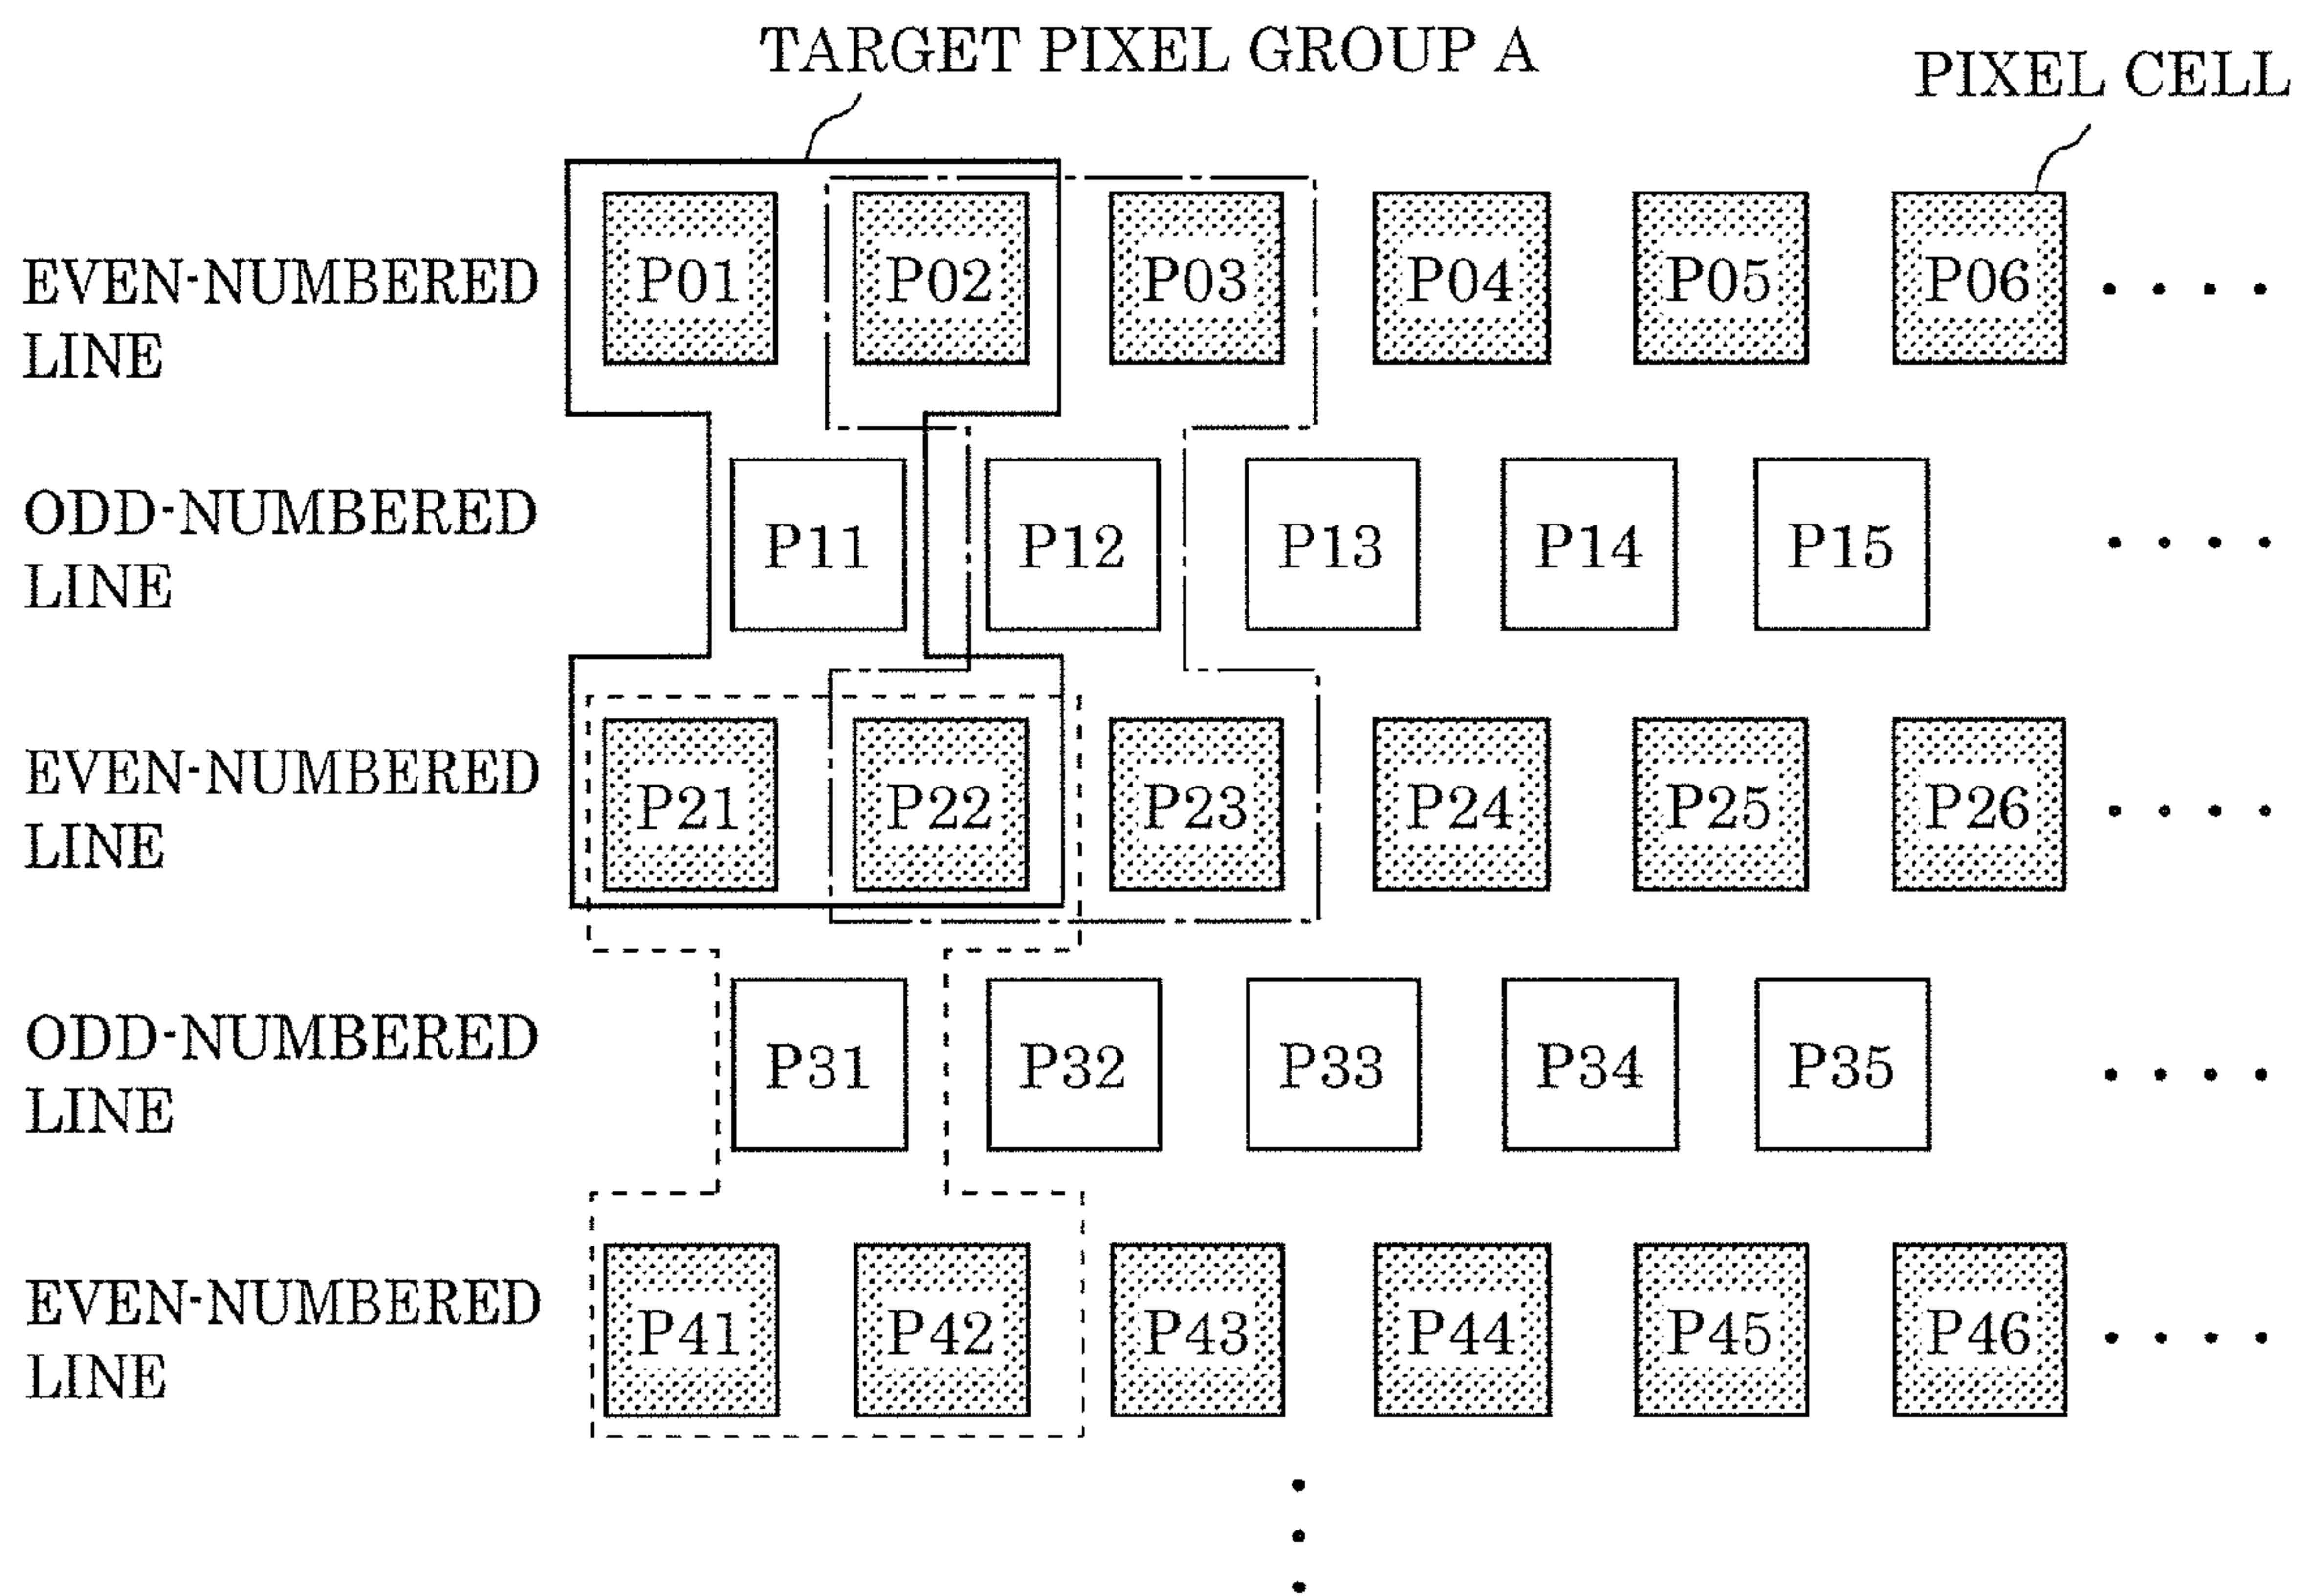 TARGET PIXEL GROUP A
PIXEL CELL
EVEN-NUMBERED
LINE
P01 P02 P03 P04 P05 P06 ····
ODD-NUMBERED
LINE
P11 P12 P13 P14 P15 ····
EVEN-NUMBERED
LINE
P21 P22 P23 P24 P25 P26 ····
ODD-NUMBERED
LINE
P31 P32 P33 P34 P35 ····
EVEN-NUMBERED
LINE
P41 P42 P43 P44 P45 P46 ····